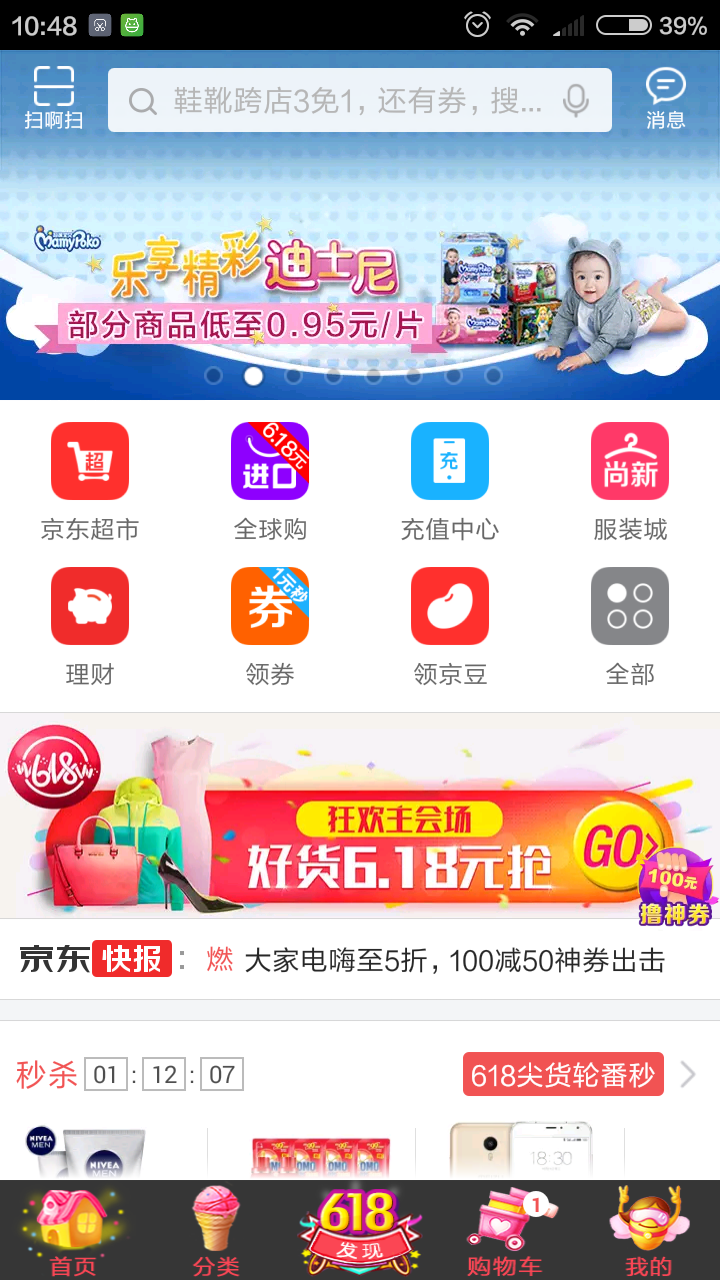 10:48
39%
扫啊扫
鞋靴跨店3免1，还有券，搜...
消息
MamyPoko
乐享精彩迪士尼
部分商品低至0.95元/片
超
京东超市
6.18元
进口
全球购
充
充值中心
尚新
服装城
理财
1元秒
券
领券
领京豆
全部
618
狂欢主会场
好货6.18元抢
GO>
100元
撸神券
京东快报：燃 大家电嗨至5折，100减50神券出击
秒杀 01:12:07
618尖货轮番秒
NIVEA
MEN
NIVEA
OMO
OMO
OMO
18:30
首页
分类
618
发现
1
购物车
我的